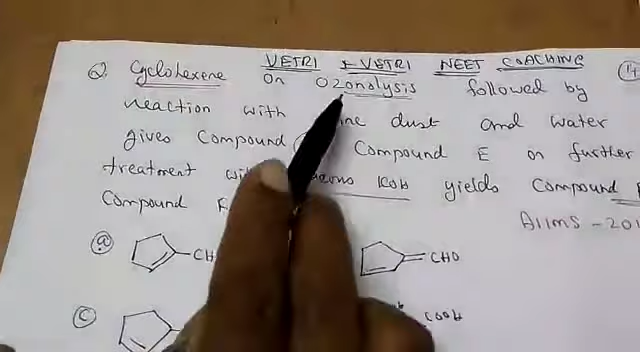 VETRI I VETRI NEET COACHING
Q. Cyclohexene on ozonolysis followed by
reaction with dust and water
gives Compound Compound E on further
treatment KOH yields Compound
Compound
AIIMS - 201
(a) CH CHO
(c) COOH